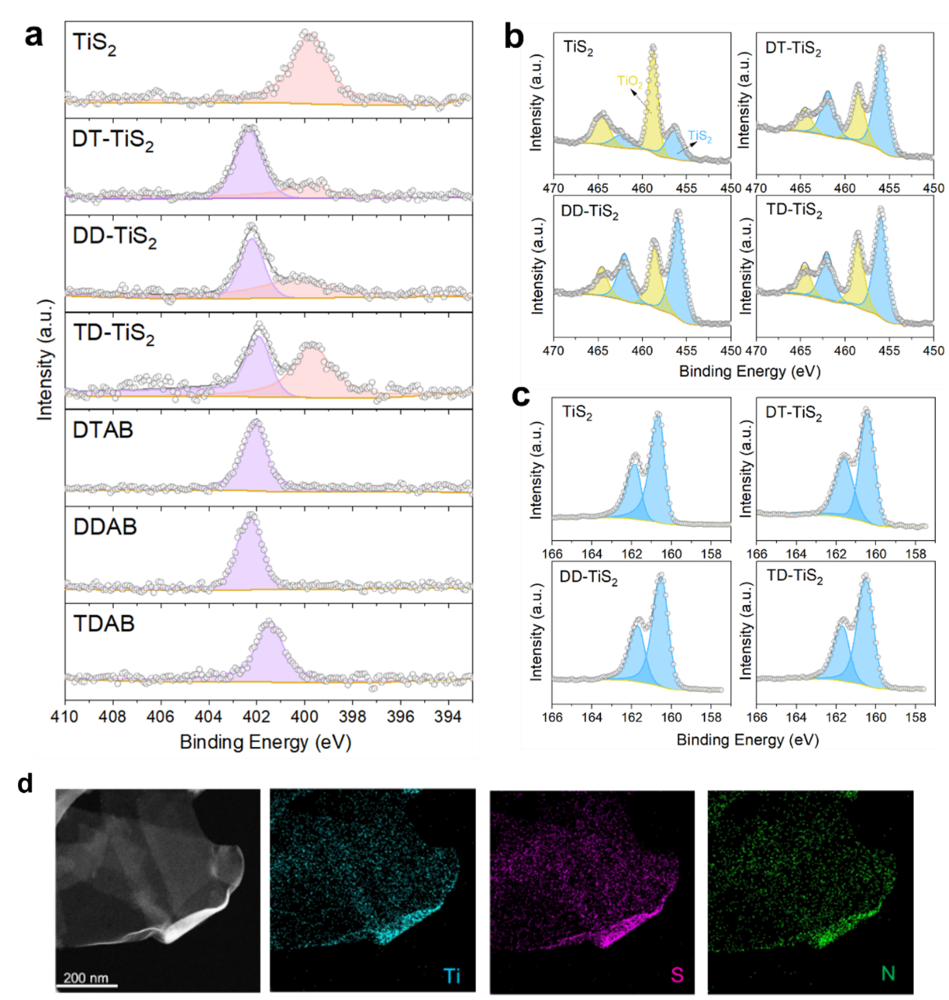 a
TiS₂
DT-TiS₂
DD-TiS₂
TD-TiS₂
DTAB
DDAB
TDAB
Intensity (a.u.)
410 408 406 404 402 400 398 396 394
Binding Energy (eV)
b
TiS₂
TiO₂
TiS₂
Intensity (a.u.)
470 465 460 455 450
DT-TiS₂
Intensity (a.u.)
470 465 460 455 450
DD-TiS₂
Intensity (a.u.)
470 465 460 455 450
TD-TiS₂
Intensity (a.u.)
470 465 460 455 450
Binding Energy (eV)
c
TiS₂
Intensity (a.u.)
166 164 162 160 158
DT-TiS₂
Intensity (a.u.)
166 164 162 160 158
DD-TiS₂
Intensity (a.u.)
166 164 162 160 158
TD-TiS₂
Intensity (a.u.)
166 164 162 160 158
Binding Energy (eV)
d
200 nm
Ti
S
N